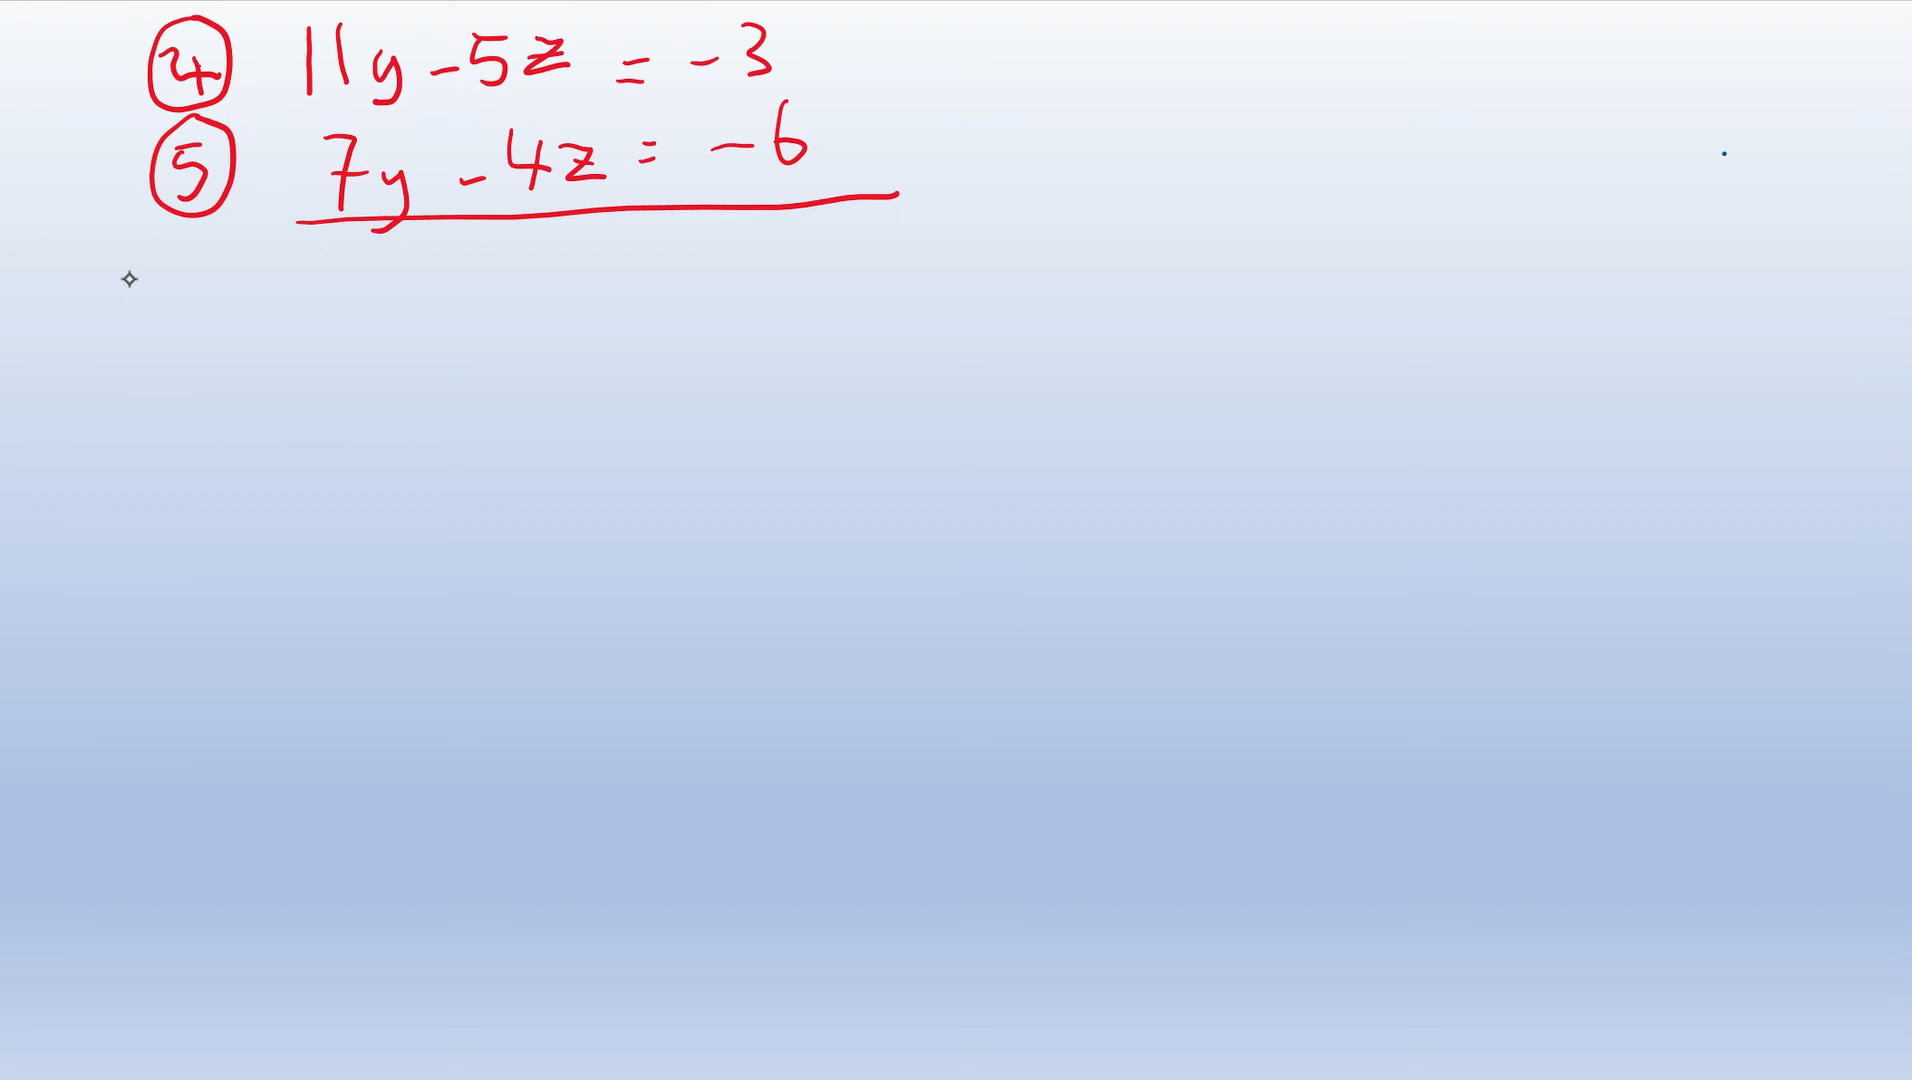 ④ 11y - 5z = -3
⑤ 7y - 4z = -6